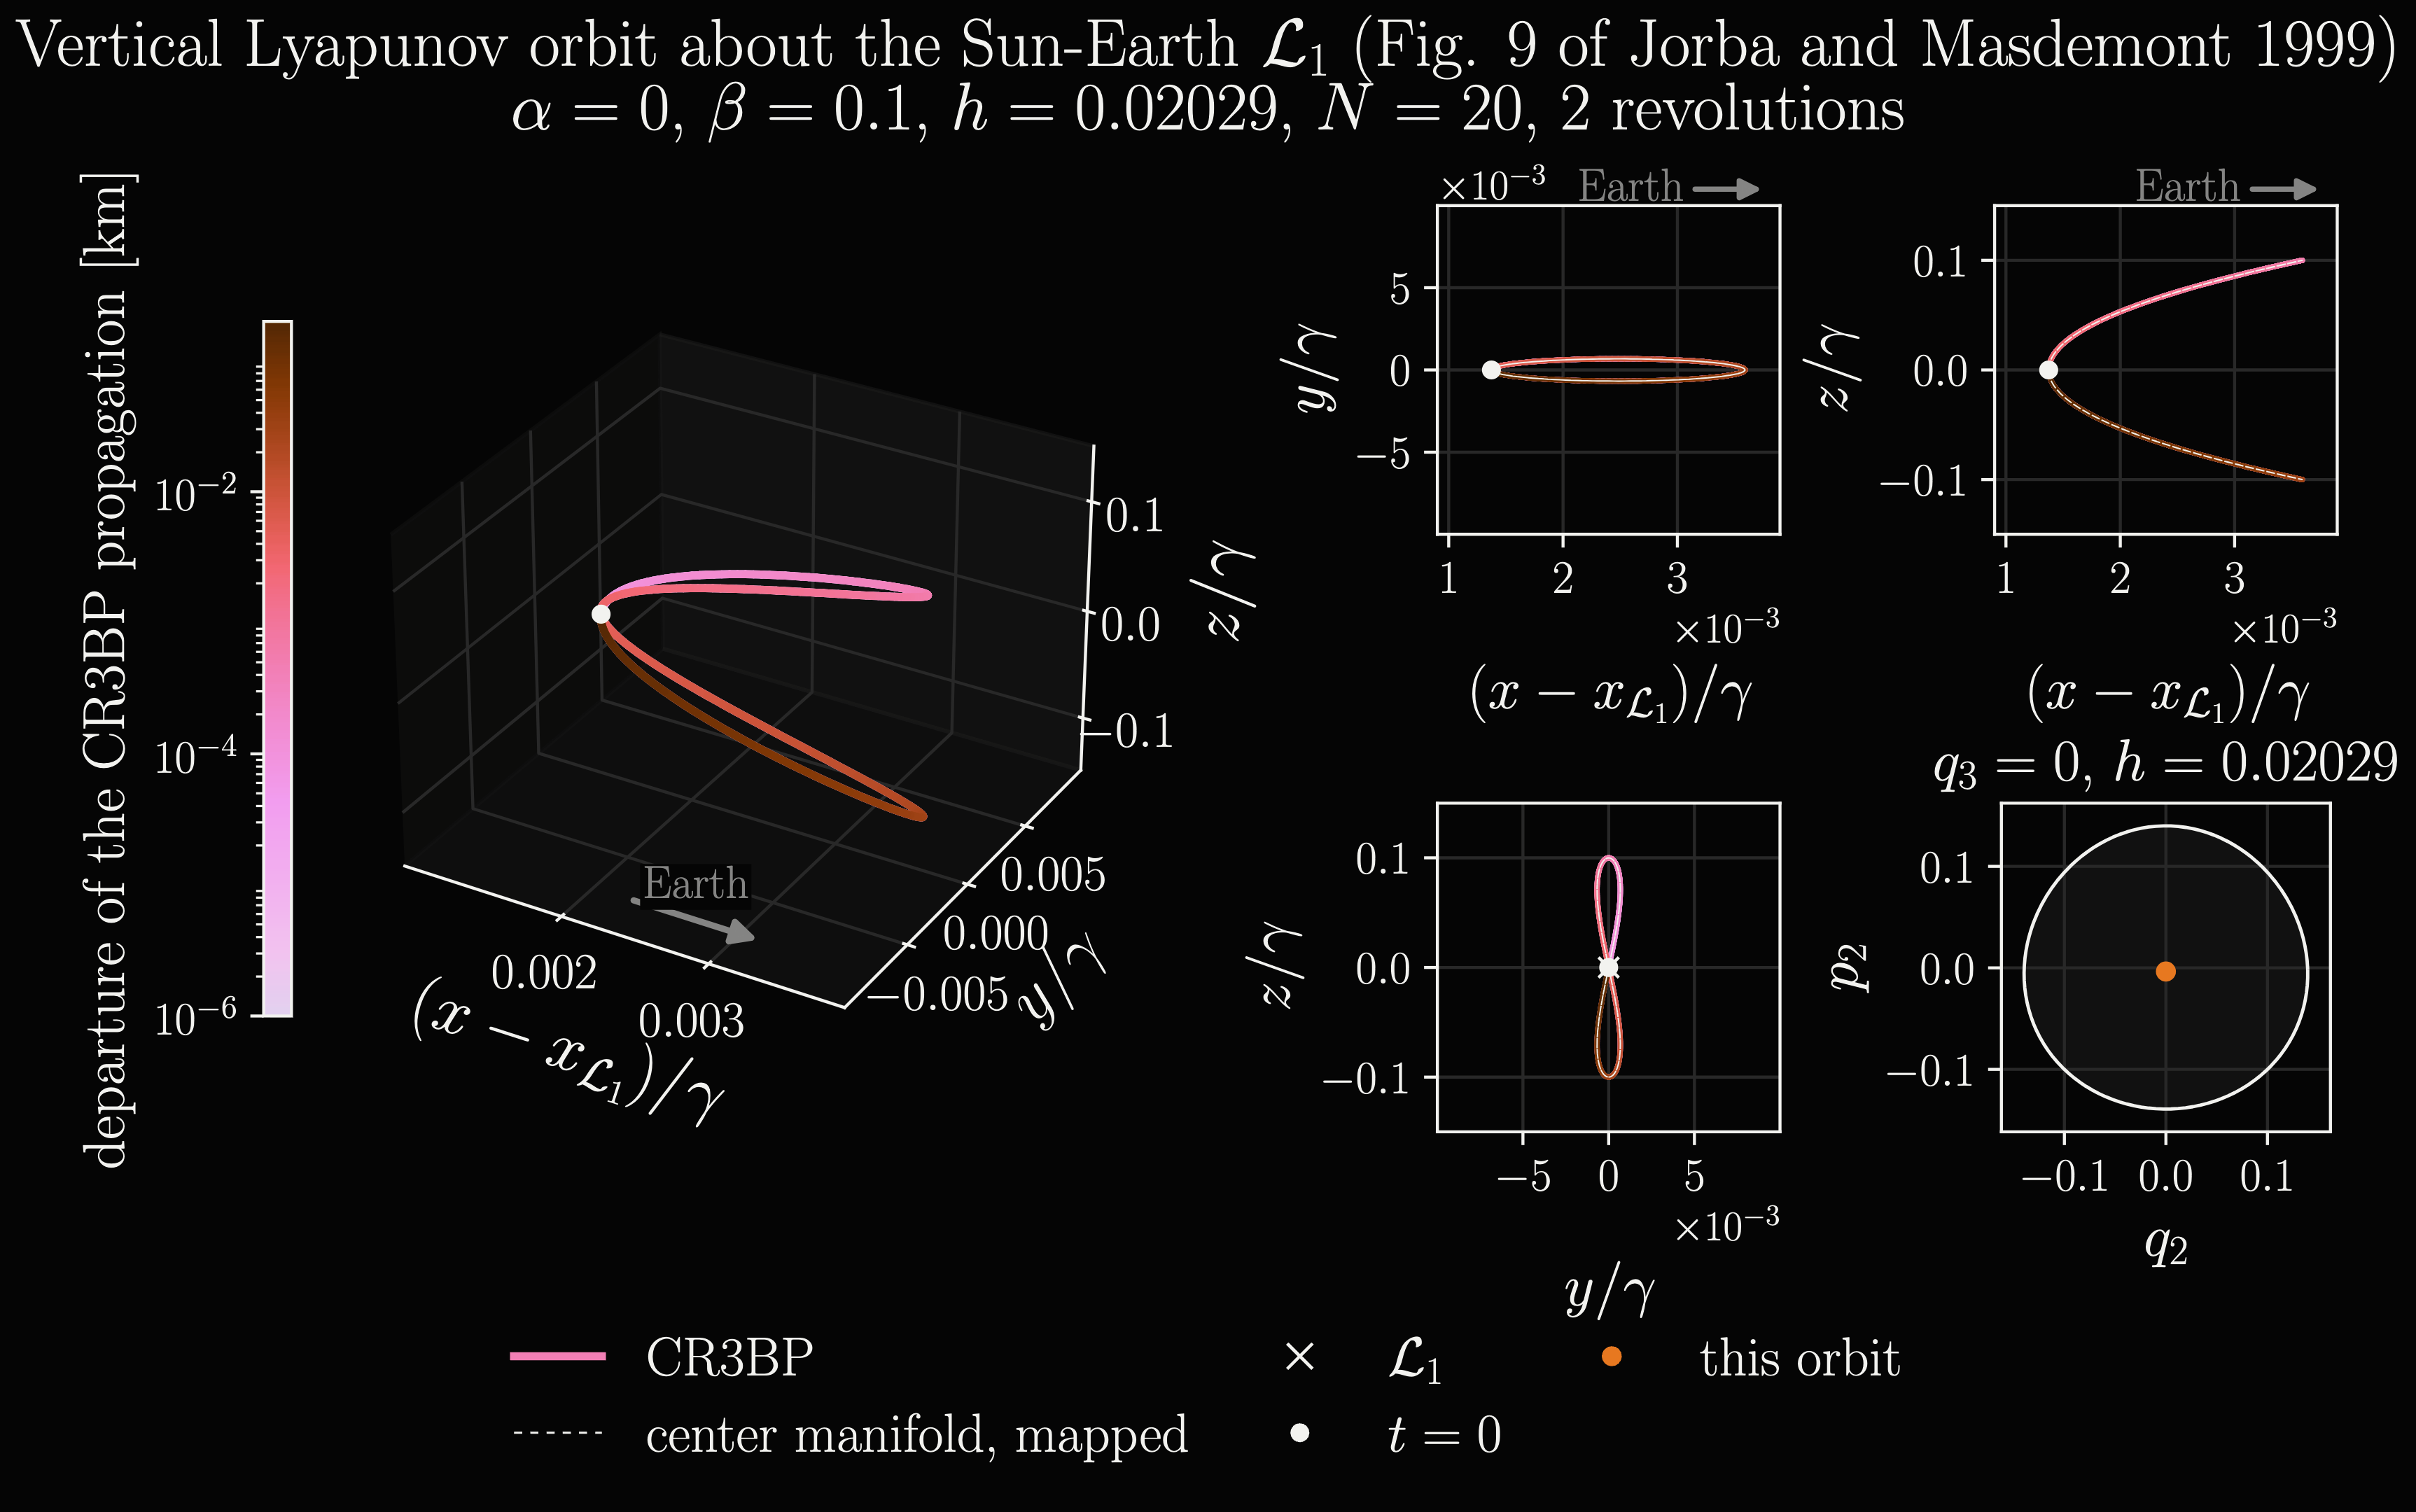 Vertical Lyapunov orbit about the Sun-Earth ℒ₁ (Fig. 9 of Jorba and Masdemont 1999)
α = 0, β = 0.1, h = 0.02029, N = 20, 2 revolutions
departure of the CR3BP propagation [km]
10⁻²
10⁻⁴
10⁻⁶
0.1
0.0
−0.1
z/γ
0.005
0.000
−0.005
y/γ
0.002
0.003
(x − xℒ₁)/γ
Earth
×10⁻³
Earth
5
0
−5
y/γ
1 2 3
×10⁻³
(x − xℒ₁)/γ
Earth
0.1
0.0
−0.1
z/γ
1 2 3
×10⁻³
(x − xℒ₁)/γ
0.1
0.0
−0.1
z/γ
−5 0 5
×10⁻³
y/γ
q₃ = 0, h = 0.02029
0.1
0.0
−0.1
p₂
−0.1 0.0 0.1
q₂
CR3BP
center manifold, mapped
ℒ₁
t = 0
this orbit